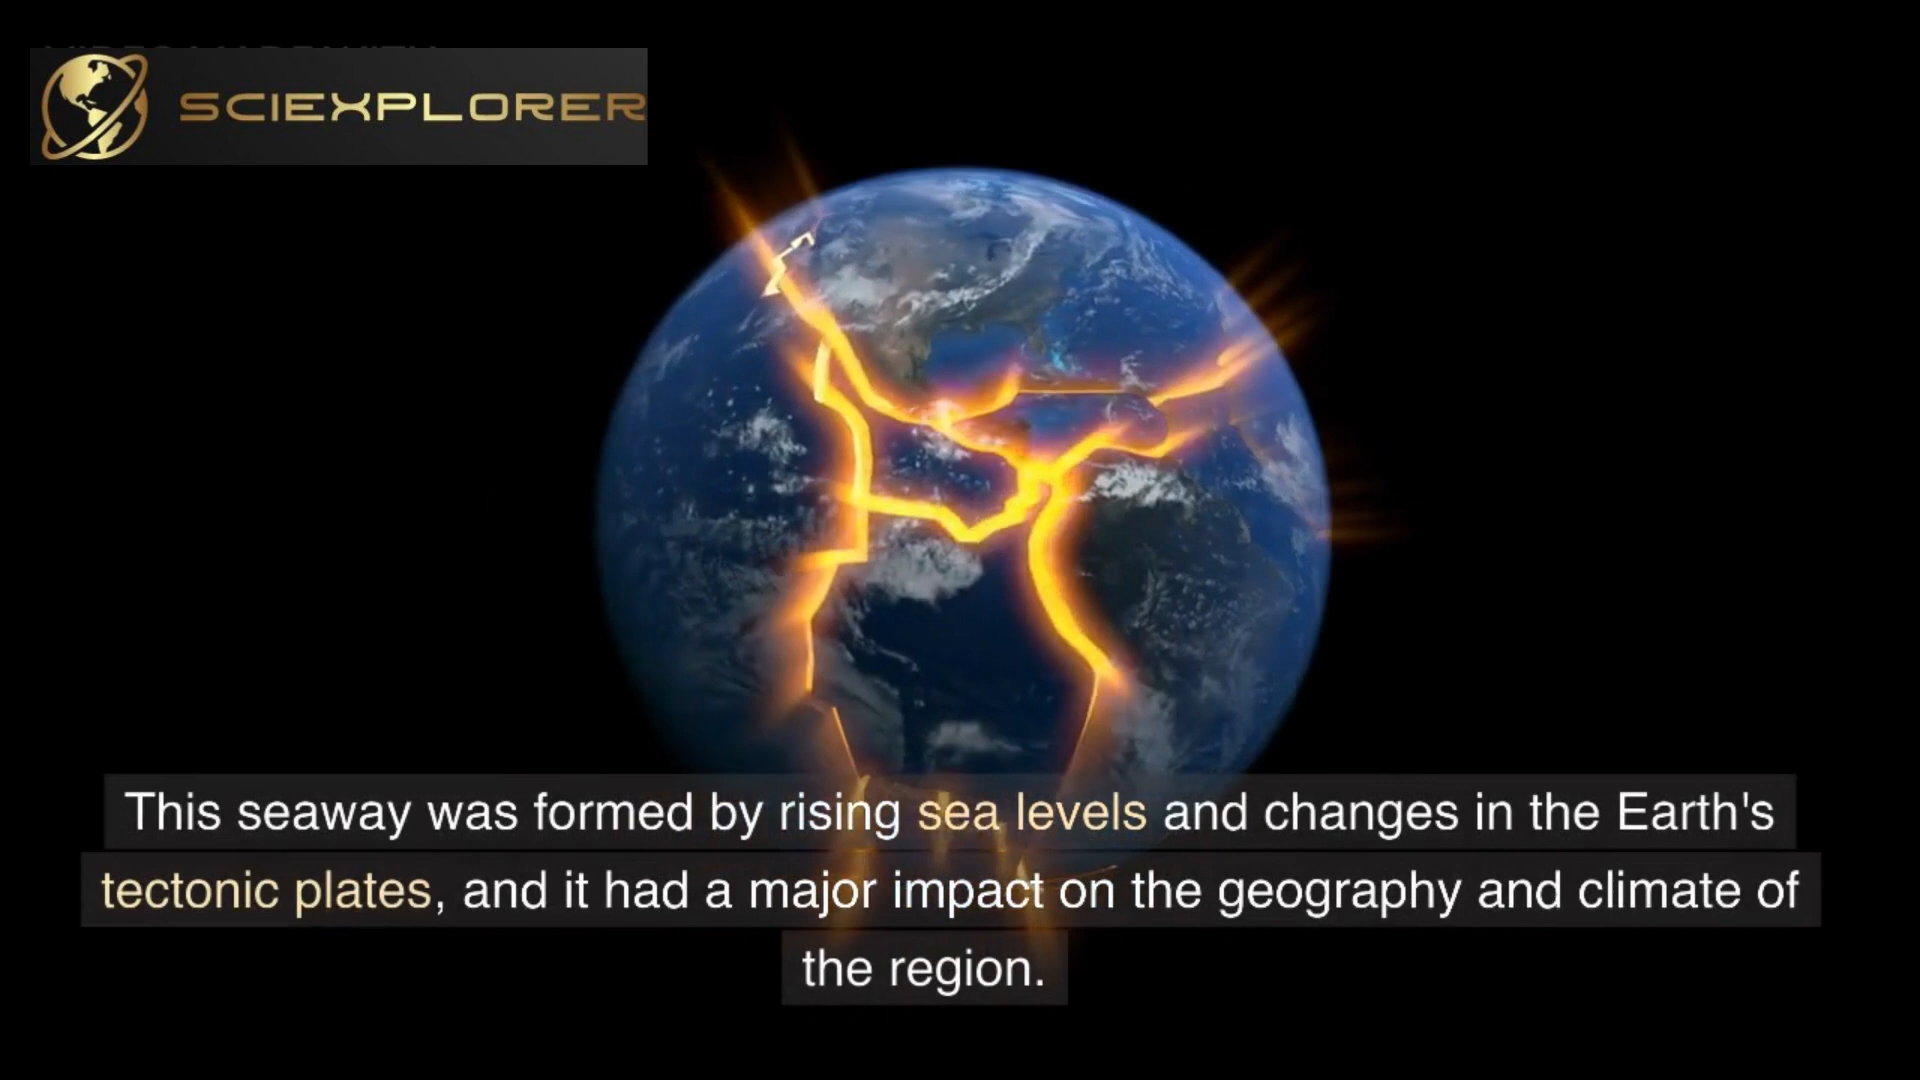 SCIEXPLORER
This seaway was formed by rising sea levels and changes in the Earth's
tectonic plates, and it had a major impact on the geography and climate of
the region.